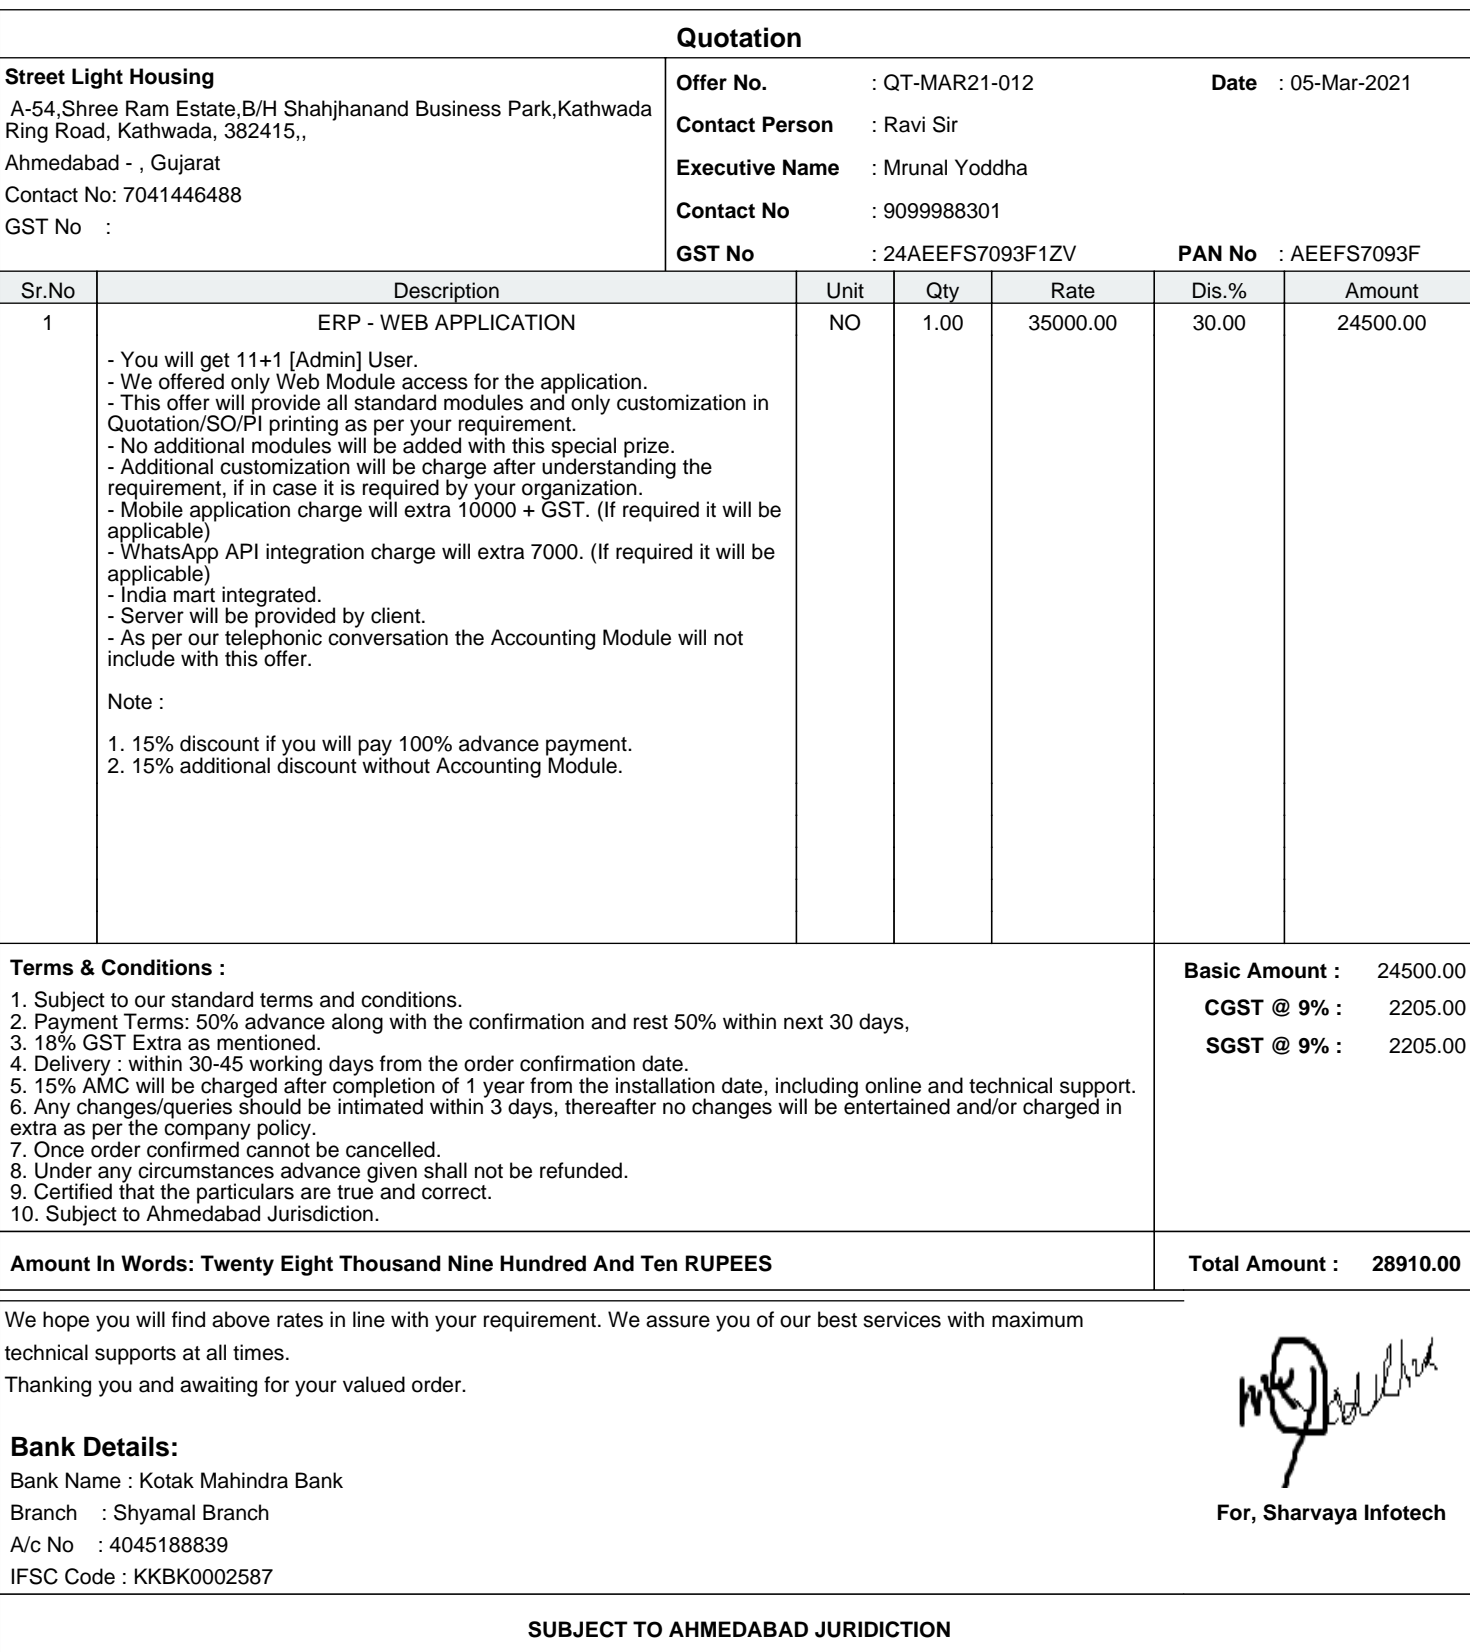 Quotation
Street Light Housing
A-54,Shree Ram Estate,B/H Shahjhanand Business Park,Kathwada
Ring Road, Kathwada, 382415,,
Ahmedabad - , Gujarat
Contact No: 7041446488
GST No :
Offer No. : QT-MAR21-012 Date : 05-Mar-2021
Contact Person : Ravi Sir
Executive Name : Mrunal Yoddha
Contact No : 9099988301
GST No : 24AEEFS7093F1ZV PAN No : AEEFS7093F
Sr.No Description Unit Qty Rate Dis.% Amount
1 ERP - WEB APPLICATION NO 1.00 35000.00 30.00 24500.00
- You will get 11+1 [Admin] User.
- We offered only Web Module access for the application.
- This offer will provide all standard modules and only customization in
Quotation/SO/PI printing as per your requirement.
- No additional modules will be added with this special prize.
- Additional customization will be charge after understanding the
requirement, if in case it is required by your organization.
- Mobile application charge will extra 10000 + GST. (If required it will be
applicable)
- WhatsApp API integration charge will extra 7000. (If required it will be
applicable)
- India mart integrated.
- Server will be provided by client.
- As per our telephonic conversation the Accounting Module will not
include with this offer.
Note :
1. 15% discount if you will pay 100% advance payment.
2. 15% additional discount without Accounting Module.
Terms & Conditions :
1. Subject to our standard terms and conditions.
2. Payment Terms: 50% advance along with the confirmation and rest 50% within next 30 days,
3. 18% GST Extra as mentioned.
4. Delivery : within 30-45 working days from the order confirmation date.
5. 15% AMC will be charged after completion of 1 year from the installation date, including online and technical support.
6. Any changes/queries should be intimated within 3 days, thereafter no changes will be entertained and/or charged in
extra as per the company policy.
7. Once order confirmed cannot be cancelled.
8. Under any circumstances advance given shall not be refunded.
9. Certified that the particulars are true and correct.
10. Subject to Ahmedabad Jurisdiction.
Basic Amount : 24500.00
CGST @ 9% : 2205.00
SGST @ 9% : 2205.00
Amount In Words: Twenty Eight Thousand Nine Hundred And Ten RUPEES
Total Amount : 28910.00
We hope you will find above rates in line with your requirement. We assure you of our best services with maximum
technical supports at all times.
Thanking you and awaiting for your valued order.
Bank Details:
Bank Name : Kotak Mahindra Bank
Branch : Shyamal Branch
A/c No : 4045188839
IFSC Code : KKBK0002587
For, Sharvaya Infotech
SUBJECT TO AHMEDABAD JURIDICTION